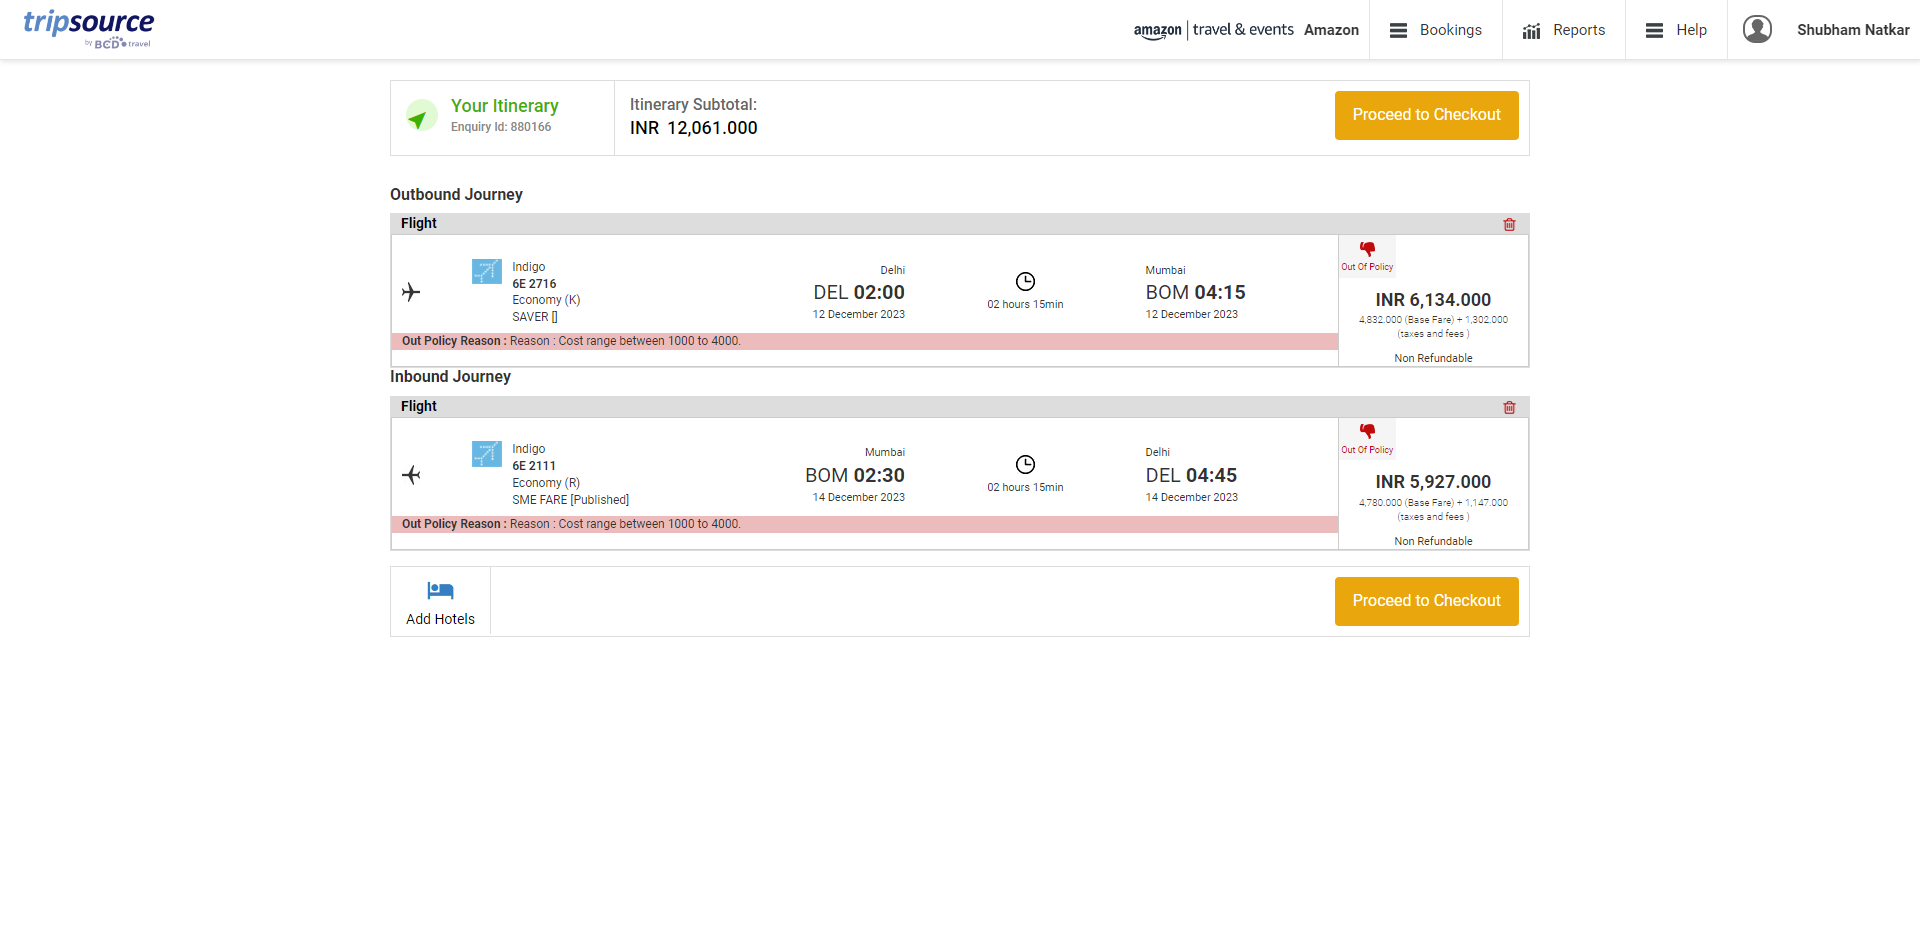 tripsource
by BCD travel
amazon | travel & events Amazon
Bookings
Reports
Help
Shubham Natkar
Your Itinerary
Enquiry Id: 880166
Itinerary Subtotal:
INR 12,061.000
Proceed to Checkout
Outbound Journey
Flight
Indigo
6E 2716
Economy (K)
SAVER []
Delhi
DEL 02:00
12 December 2023
02 hours 15min
Mumbai
BOM 04:15
12 December 2023
Out Of Policy
INR 6,134.000
4,832.000 (Base Fare) + 1,302.000
(taxes and fees )
Non Refundable
Out Policy Reason : Reason : Cost range between 1000 to 4000.
Inbound Journey
Flight
Indigo
6E 2111
Economy (R)
SME FARE [Published]
Mumbai
BOM 02:30
14 December 2023
02 hours 15min
Delhi
DEL 04:45
14 December 2023
Out Of Policy
INR 5,927.000
4,780.000 (Base Fare) + 1,147.000
(taxes and fees )
Non Refundable
Out Policy Reason : Reason : Cost range between 1000 to 4000.
Add Hotels
Proceed to Checkout